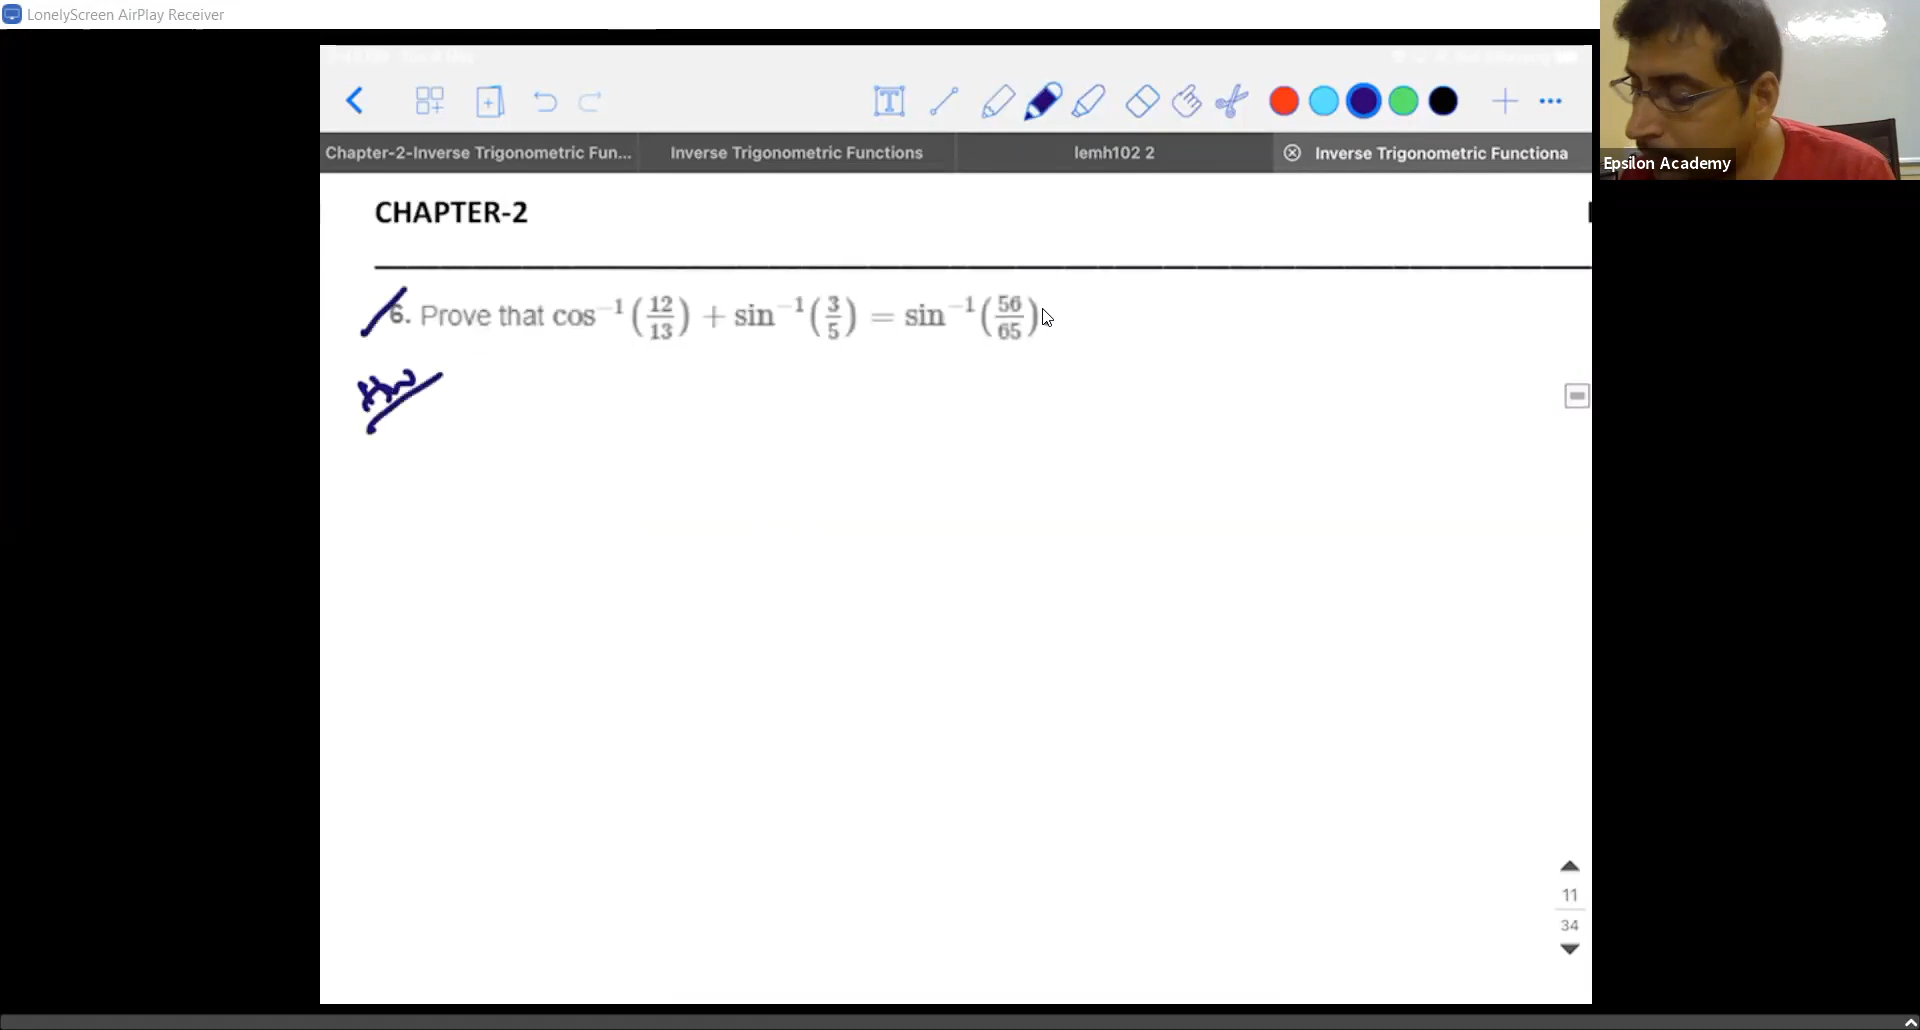 LonelyScreen AirPlay Receiver
Chapter-2-Inverse Trigonometric Fun... Inverse Trigonometric Functions lemh102 2 Inverse Trigonometric Functiona
Epsilon Academy
CHAPTER-2
6. Prove that cos⁻¹(12/13) + sin⁻¹(3/5) = sin⁻¹(56/65)
Hw
11
34